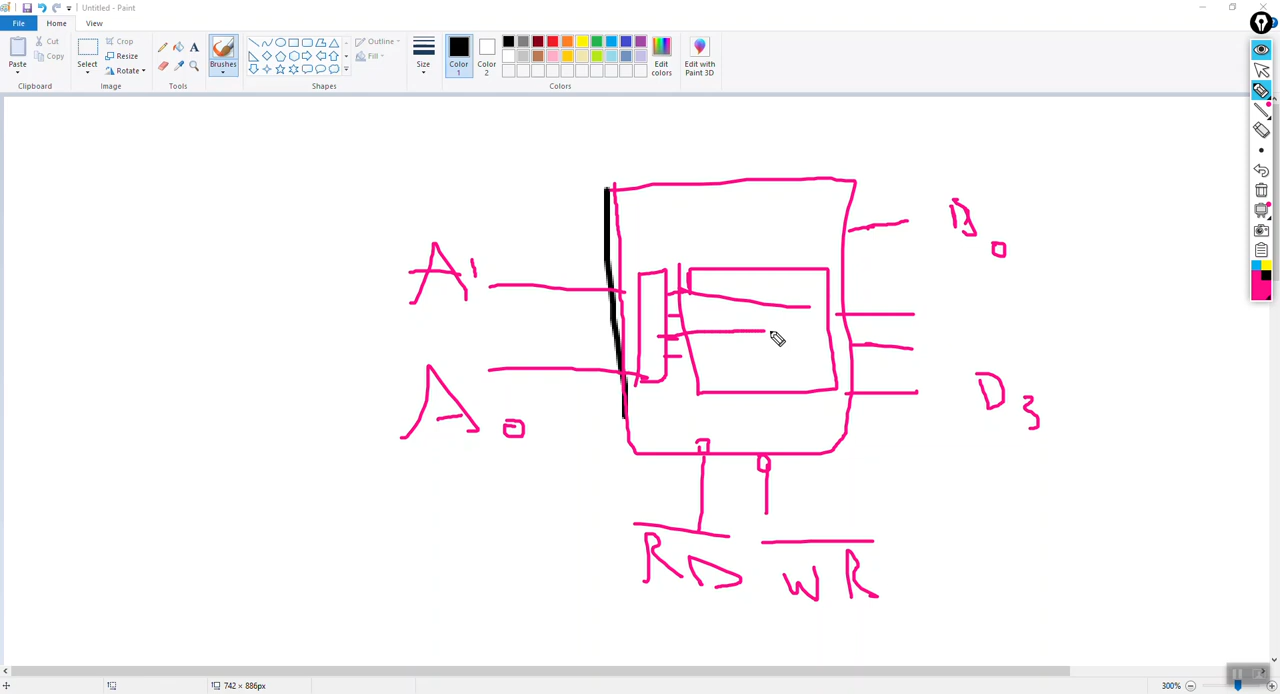 Untitled - Paint
File Home View
Paste
Cut
Copy
Clipboard
Select
Crop
Resize
Rotate
Image
Tools
Brushes
Outline
Fill
Shapes
Size
Color 1
Color 2
Edit colors
Colors
Edit with Paint 3D
A1
A0
D0
D3
RD WR
742 × 886px
300%